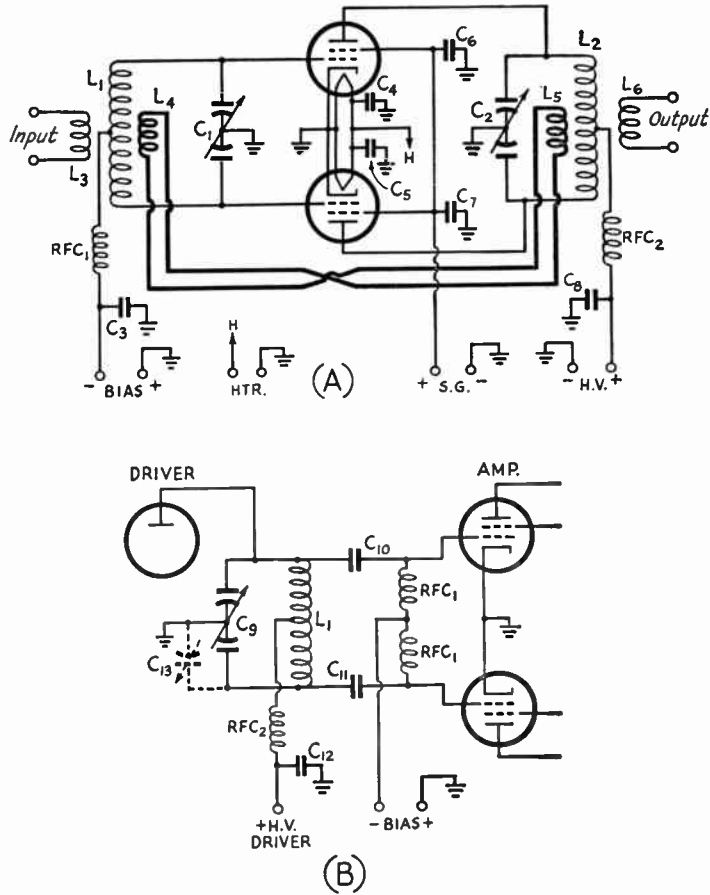 C6
L1
L2
L4
C4
L5
L6
Input
C1
C2
Output
H
L3
C5
C7
RFC1
RFC2
C3
C8
H
- BIAS +
HTR.
(A)
+ S.G. -
- H.V. +
DRIVER
AMP.
C10
RFC1
C9
L1
C13
RFC1
C11
RFC2
C12
+ H.V.
DRIVER
- BIAS +
(B)